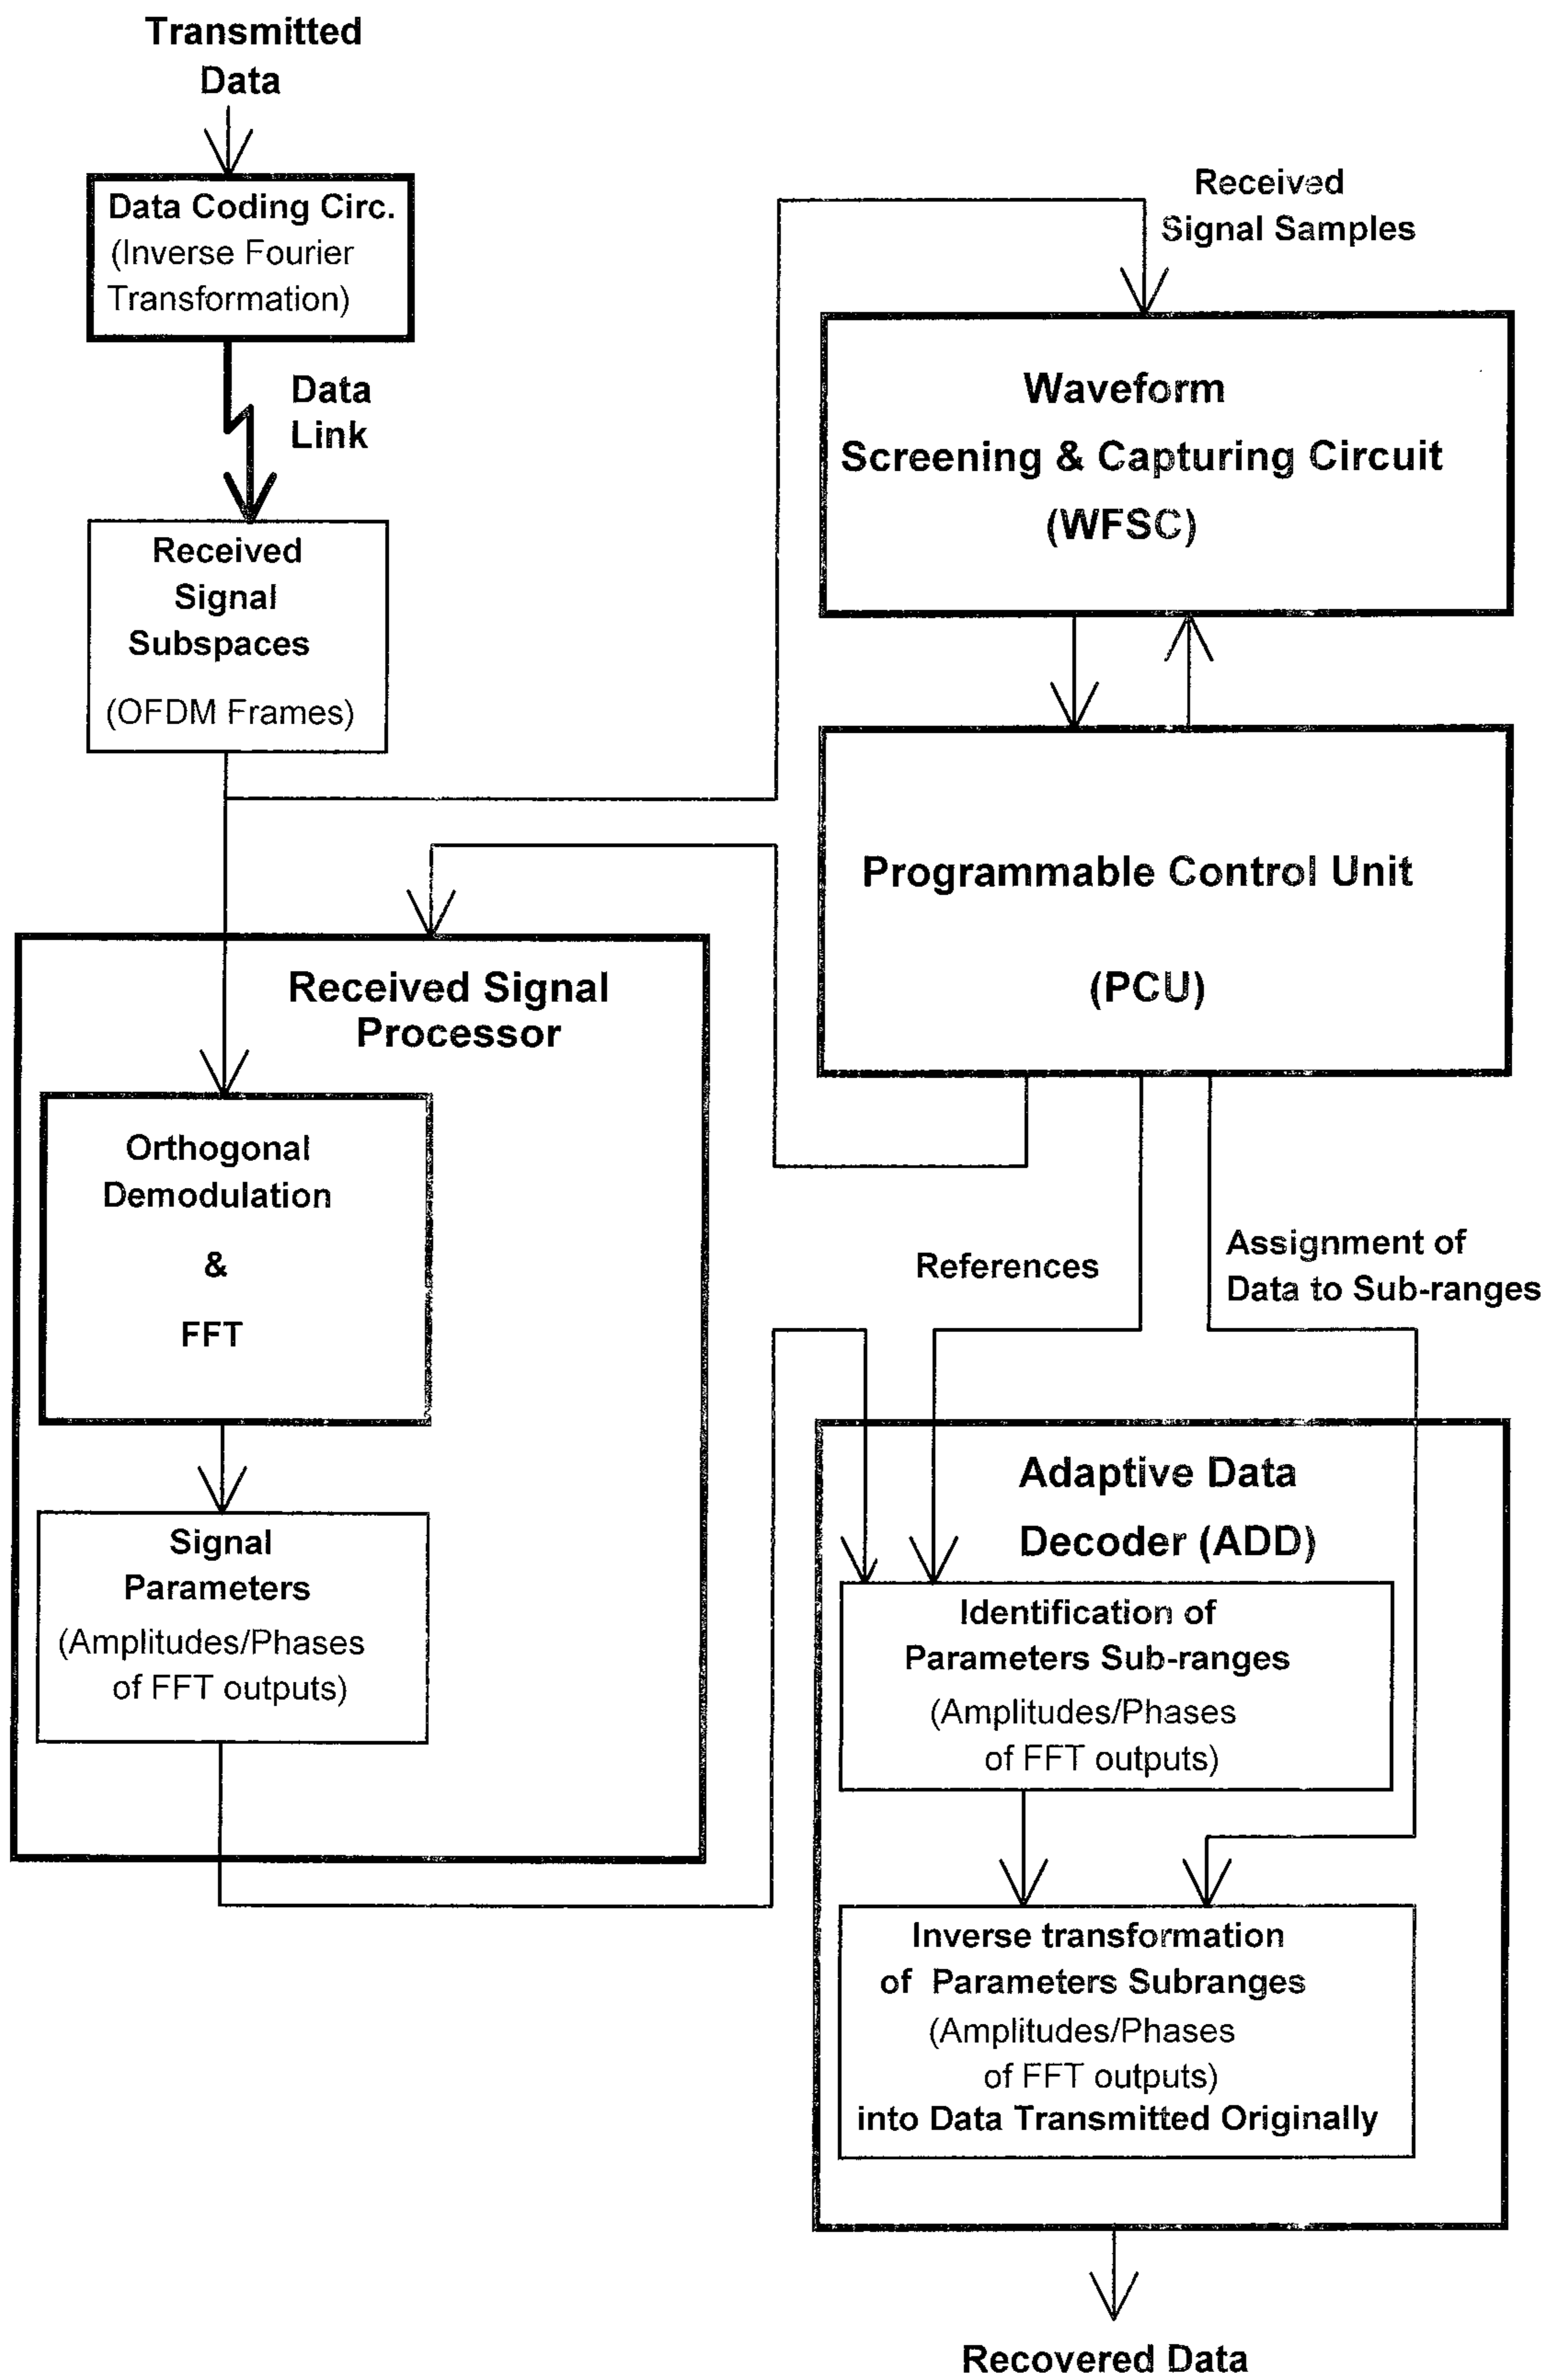 Transmitted
Data
Data Coding Circ.
(Inverse Fourier
Transformation)
Data
Link
Received
Signal
Subspaces
(OFDM Frames)
Received
Signal Samples
Waveform
Screening & Capturing Circuit
(WFSC)
Programmable Control Unit
(PCU)
Received Signal
Processor
Orthogonal
Demodulation
&
FFT
Signal
Parameters
(Amplitudes/Phases
of FFT outputs)
References
Assignment of
Data to Sub-ranges
Adaptive Data
Decoder (ADD)
Identification of
Parameters Sub-ranges
(Amplitudes/Phases
of FFT outputs)
Inverse transformation
of Parameters Subranges
(Amplitudes/Phases
of FFT outputs)
into Data Transmitted Originally
Recovered Data